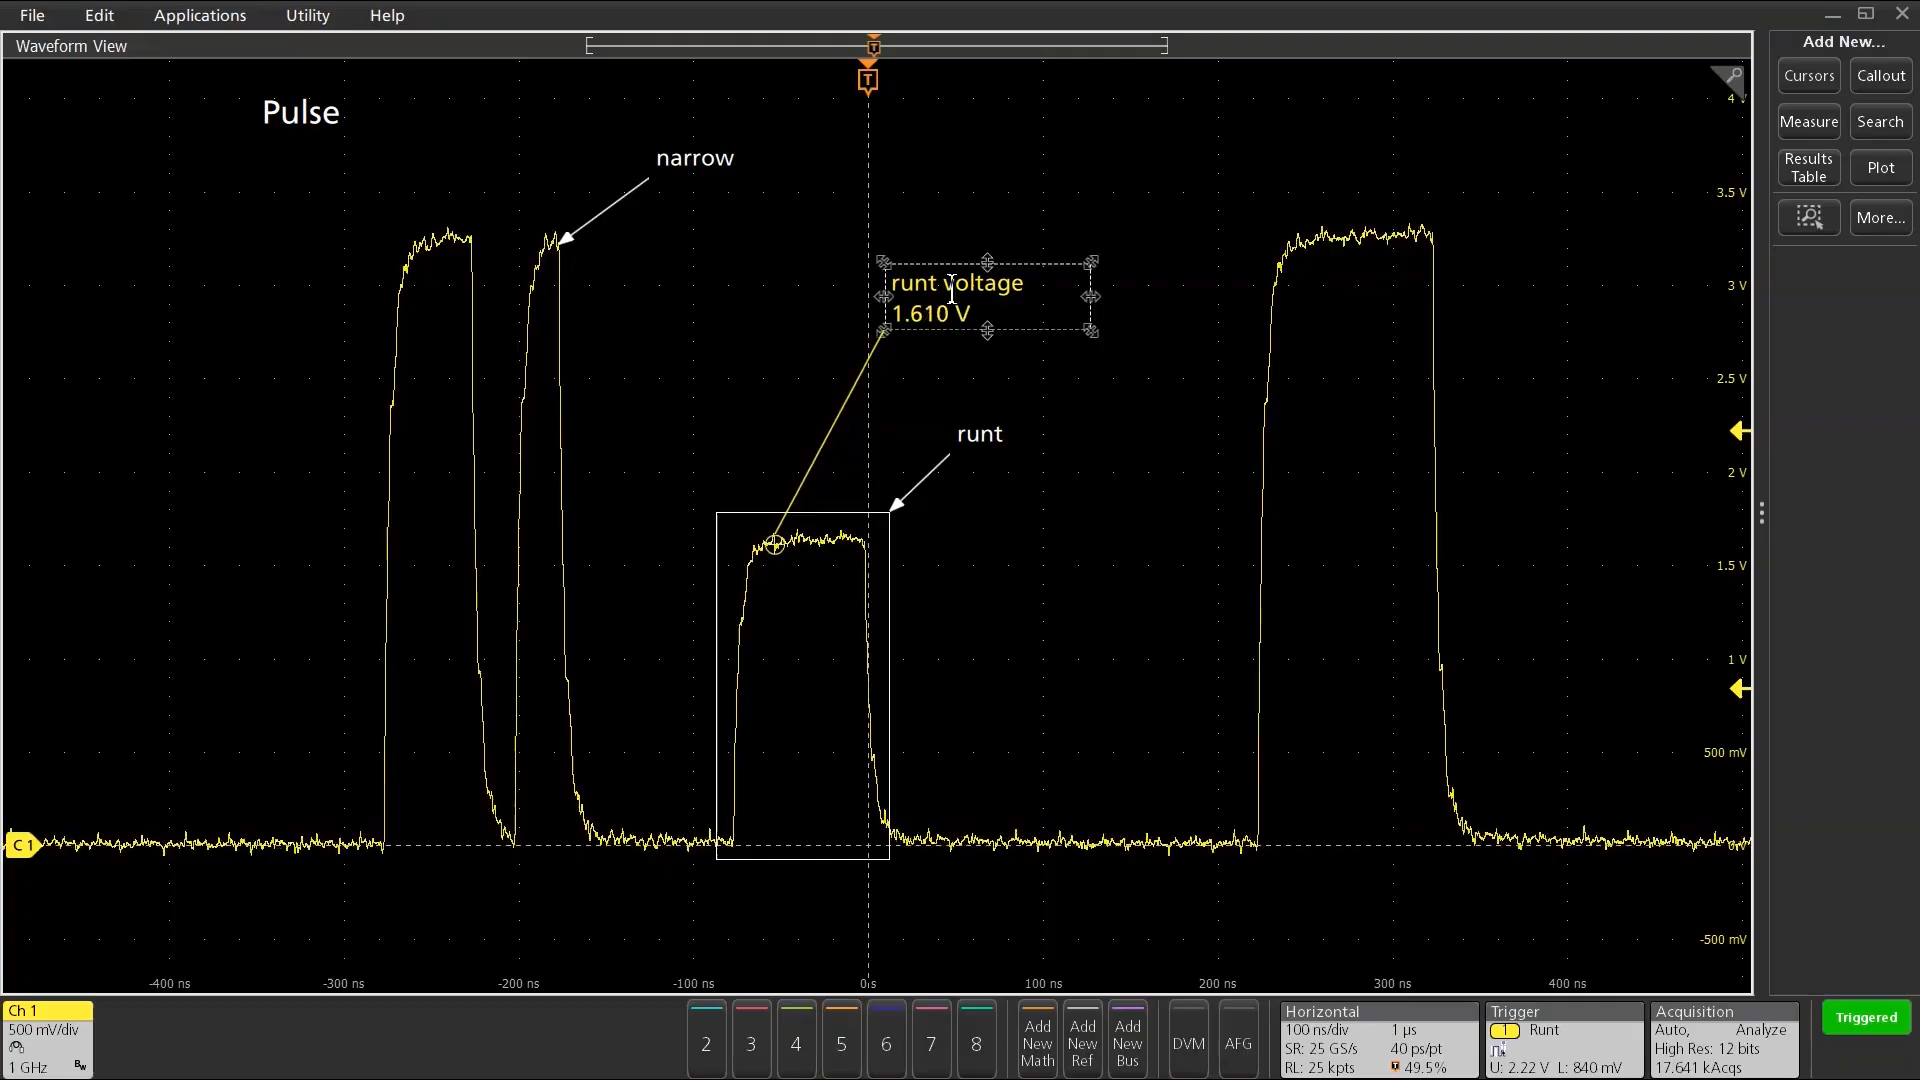 File Edit Applications Utility Help
Waveform View
Add New...
T
T
Cursors Callout
Measure Search
Results Table Plot
More...
Pulse
narrow
runt voltage
1.610 V
runt
4 V
3.5 V
3 V
2.5 V
2 V
1.5 V
1 V
500 mV
0 V
-500 mV
C 1
-400 ns -300 ns -200 ns -100 ns 0 s 100 ns 200 ns 300 ns 400 ns
Ch 1
500 mV/div
1 GHz Bw
2 3 4 5 6 7 8
Add New Math
Add New Ref
Add New Bus
DVM AFG
Horizontal
100 ns/div 1 µs
SR: 25 GS/s 40 ps/pt
RL: 25 kpts T 49.5%
Trigger
1 Runt
U: 2.22 V L: 840 mV
Acquisition
Auto, Analyze
High Res: 12 bits
17.641 kAcqs
Triggered